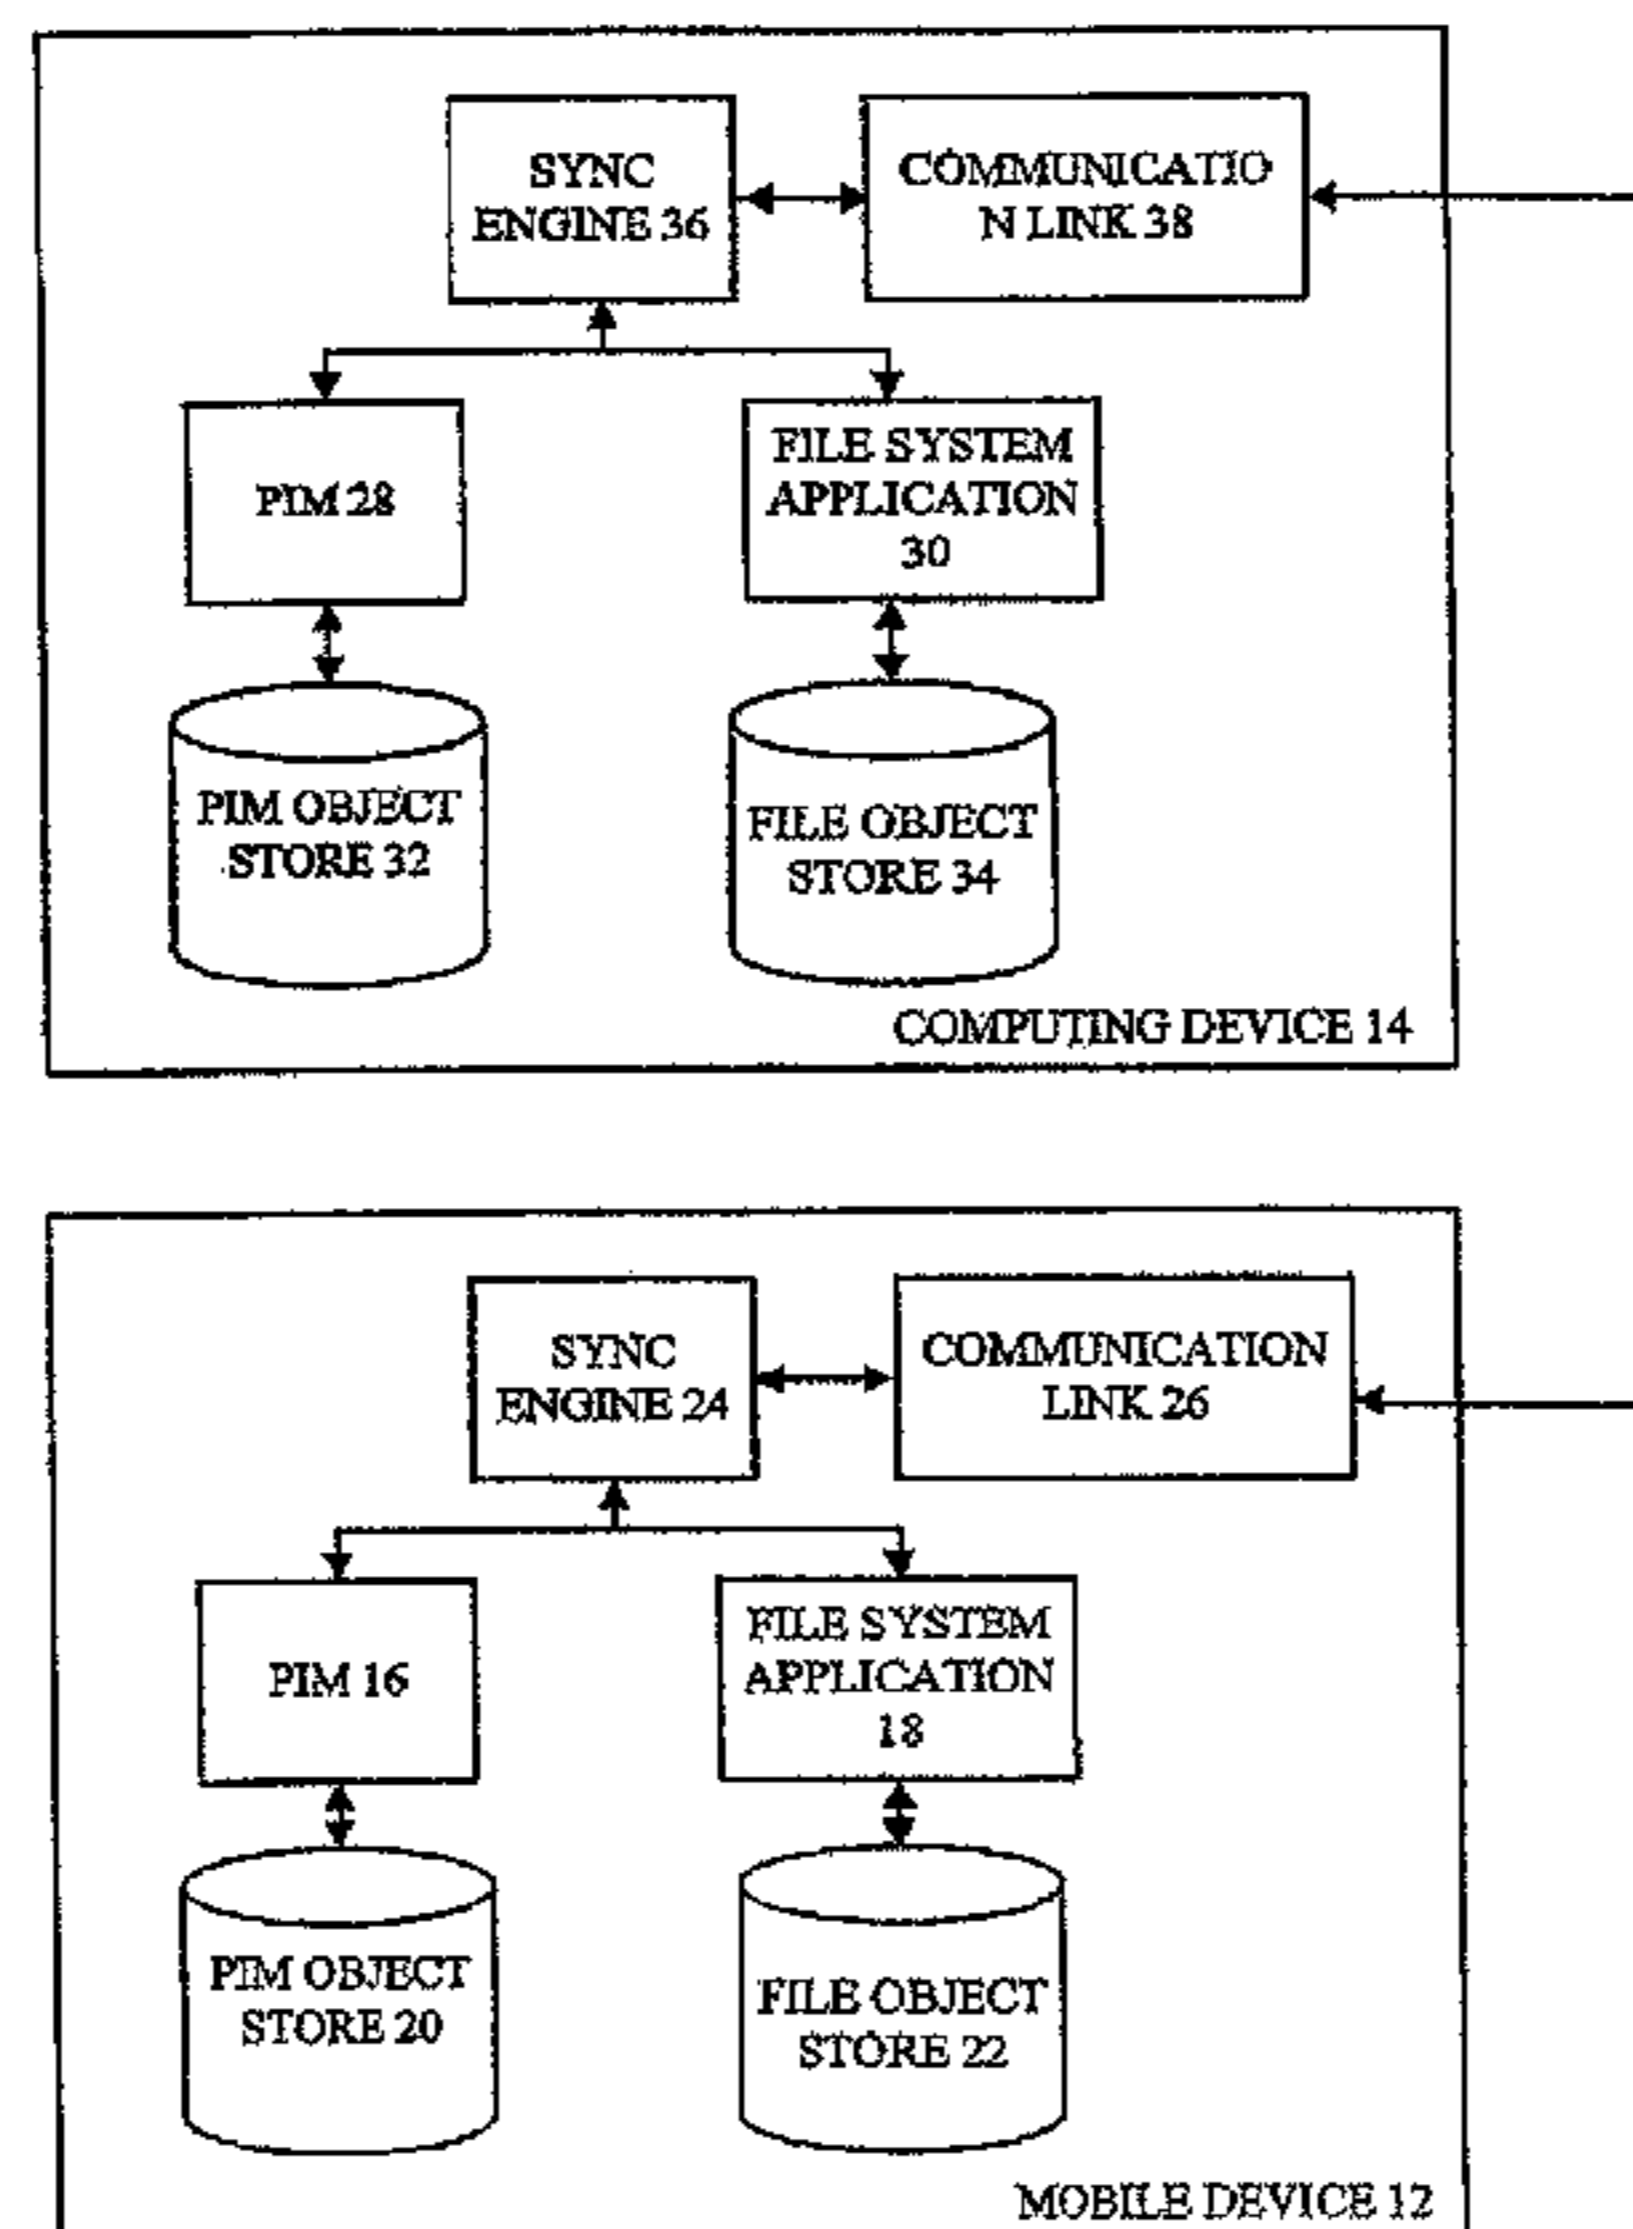 SYNC
ENGINE 36
COMMUNICATIO
N LINK 38
PIM 28
FILE SYSTEM
APPLICATION
30
PIM OBJECT
STORE 32
FILE OBJECT
STORE 34
COMPUTING DEVICE 14
SYNC
ENGINE 24
COMMUNICATION
LINK 26
PIM 16
FILE SYSTEM
APPLICATION
18
PIM OBJECT
STORE 20
FILE OBJECT
STORE 22
MOBILE DEVICE 12